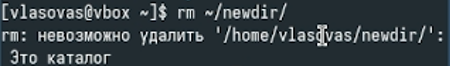 [vlasovas@vbox ~]$ rm ~/newdir/
rm: невозможно удалить '/home/vlasovas/newdir/':
Это каталог